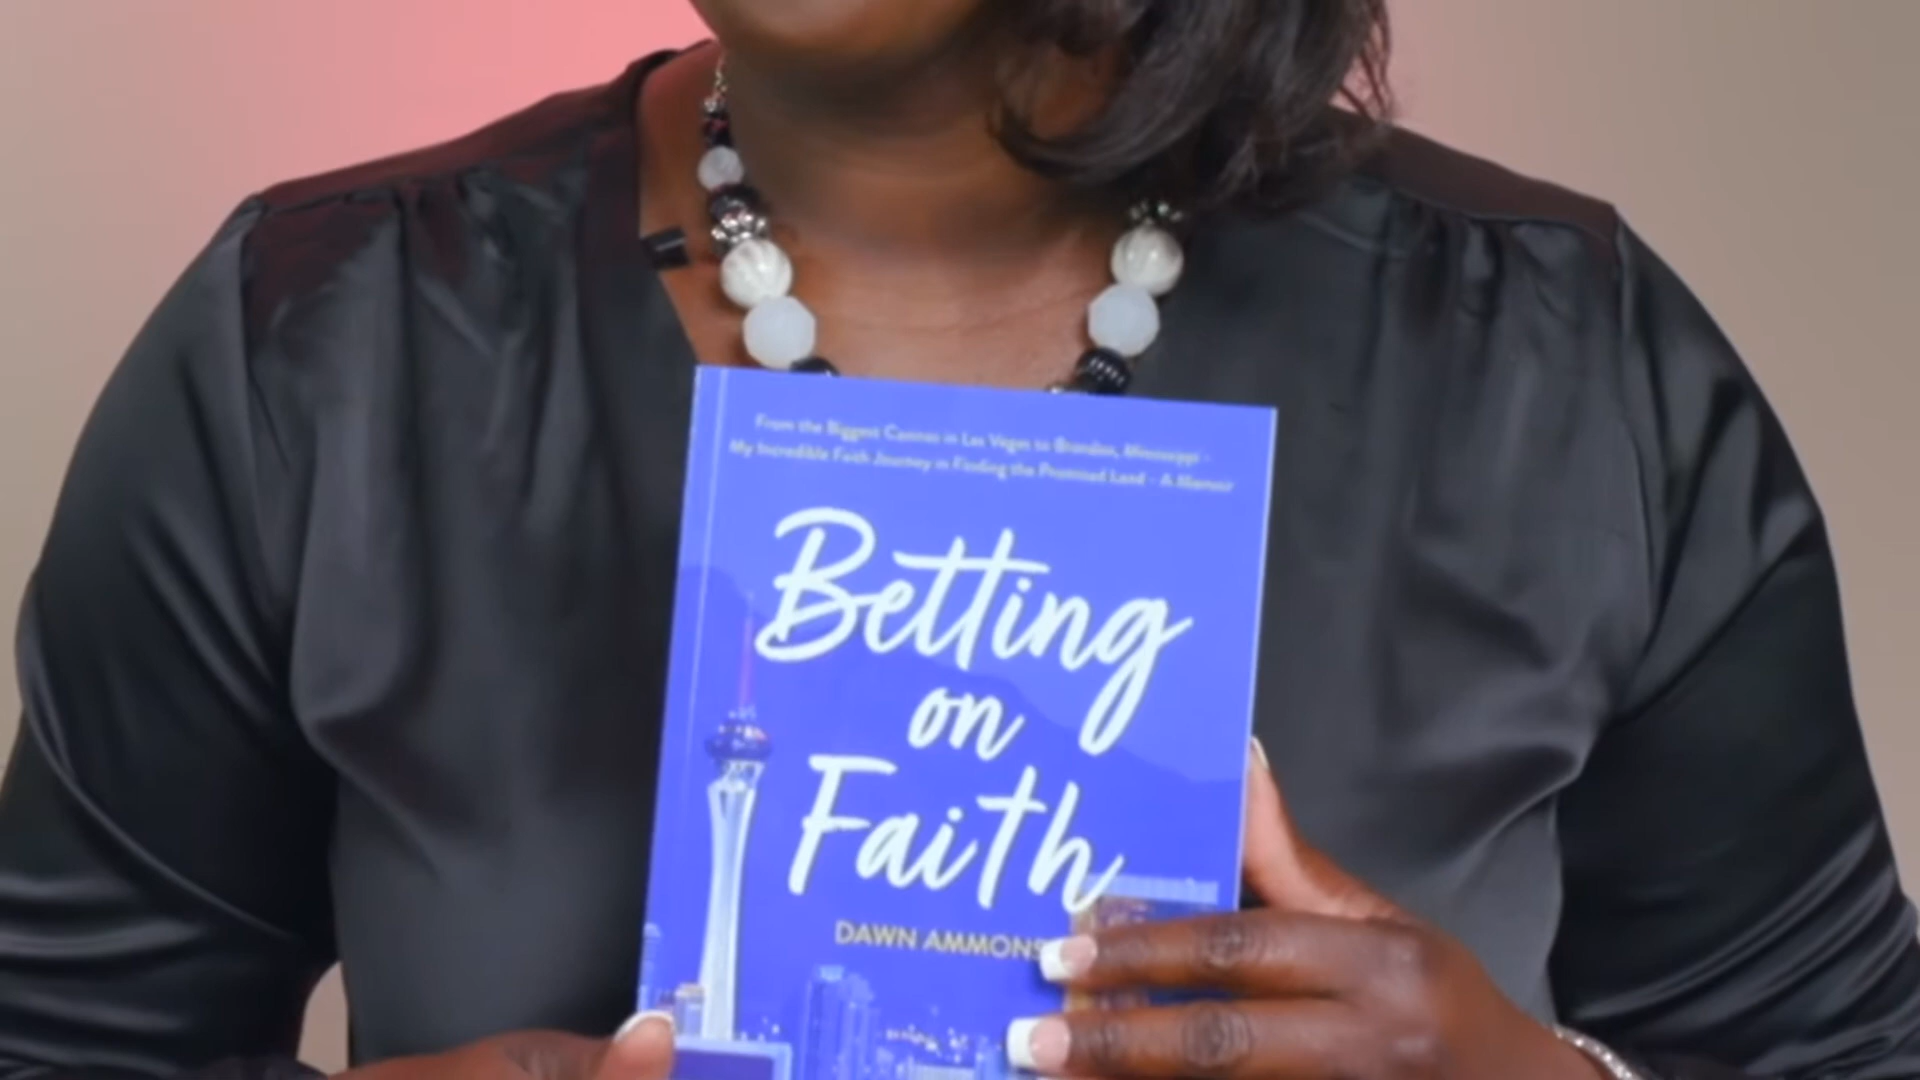 From the Biggest Casinos in Las Vegas to Brandon, Mississippi -
My Incredible Faith Journey in Finding the Promised Land - A Memoir
Betting
on
Faith
DAWN AMMONS